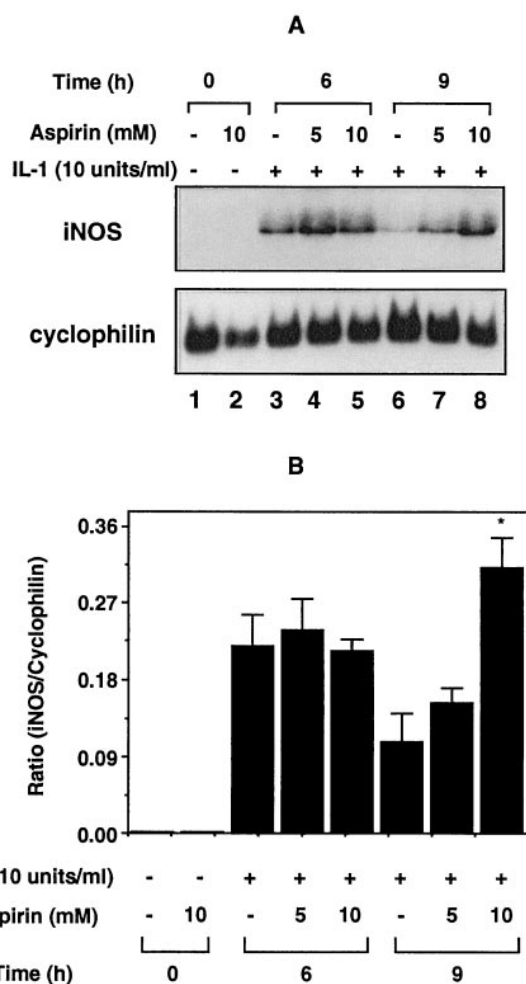 A
Time (h) 0 6 9
Aspirin (mM) - 10 - 5 10 - 5 10
IL-1 (10 units/ml) - - + + + + + +
iNOS
cyclophilin
1 2 3 4 5 6 7 8
B
Ratio (iNOS/Cyclophilin)
0.36
0.27
0.18
0.09
0.00
*
10 units/ml) - - + + + + + +
pirin (mM) - 10 - 5 10 - 5 10
Time (h) 0 6 9